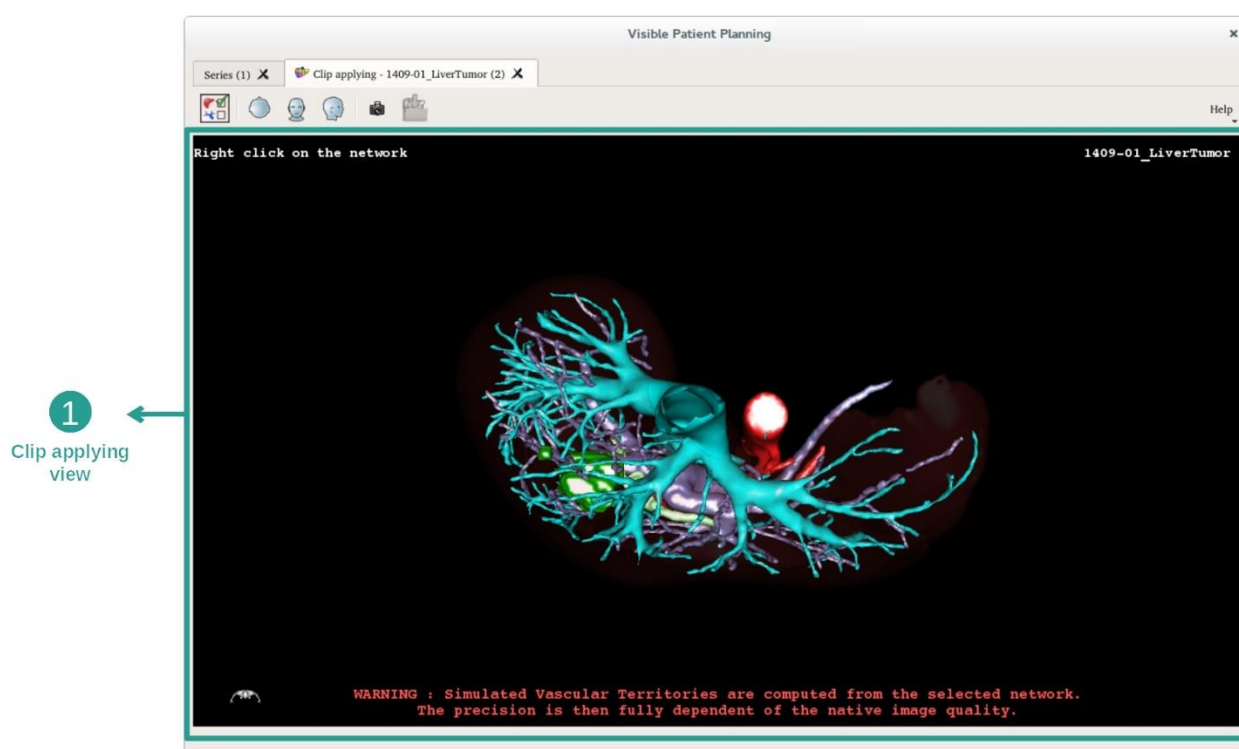 Visible Patient Planning
Series (1)
Clip applying - 1409-01_LiverTumor (2)
Help
Right click on the network
1409-01_LiverTumor
1
Clip applying
view
WARNING : Simulated Vascular Territories are computed from the selected network.
The precision is then fully dependent of the native image quality.